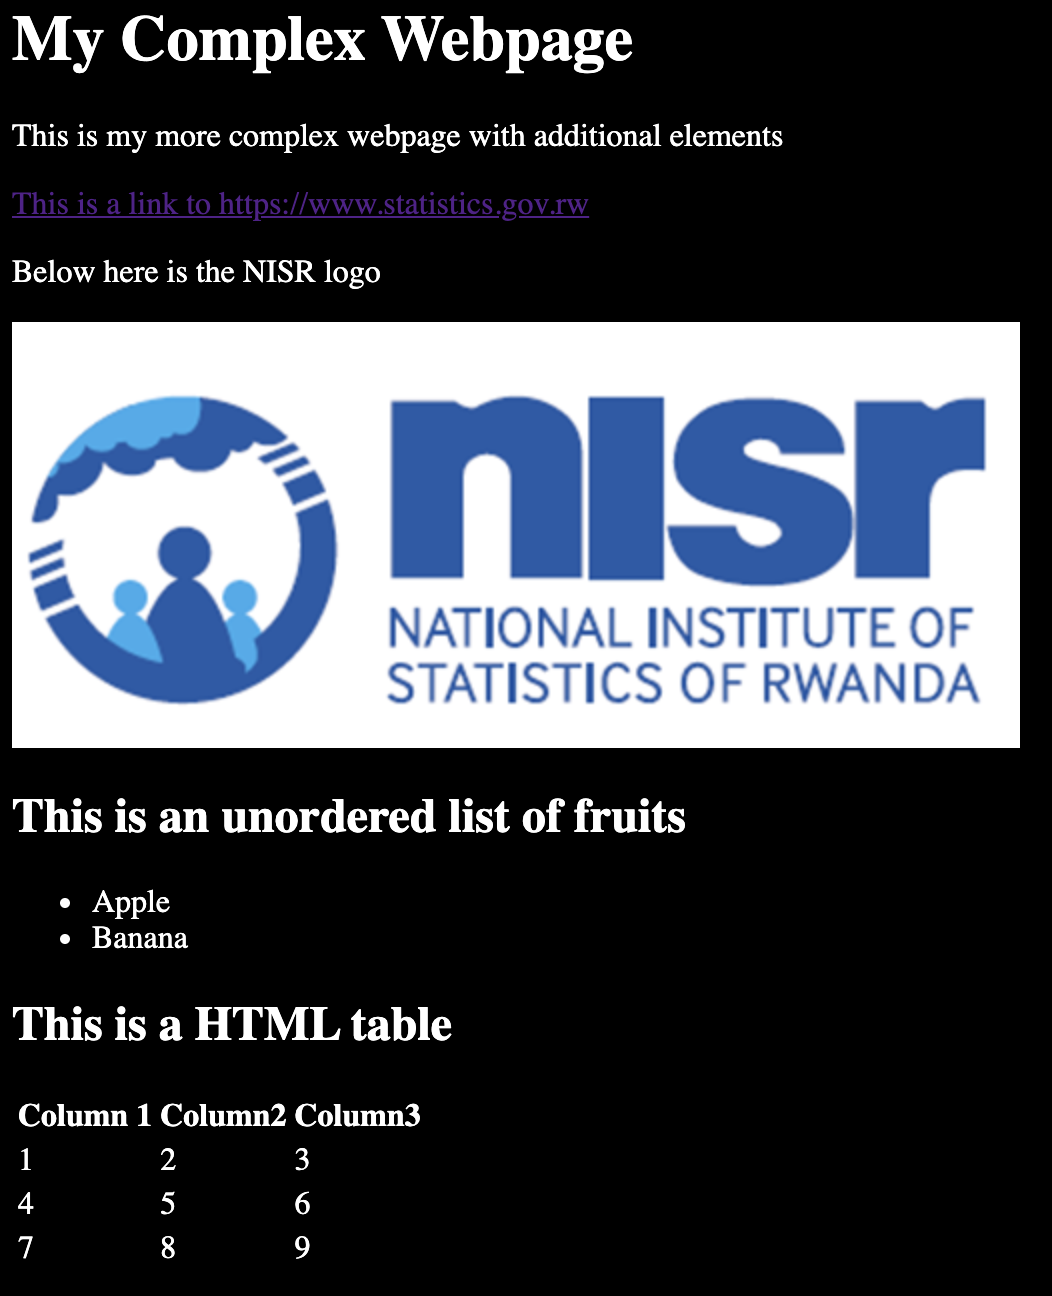 My Complex Webpage
This is my more complex webpage with additional elements
This is a link to https://www.statistics.gov.rw
Below here is the NISR logo
nisr
NATIONAL INSTITUTE OF
STATISTICS OF RWANDA
This is an unordered list of fruits
• Apple
• Banana
This is a HTML table
Column 1 Column2 Column3
1 2 3
4 5 6
7 8 9